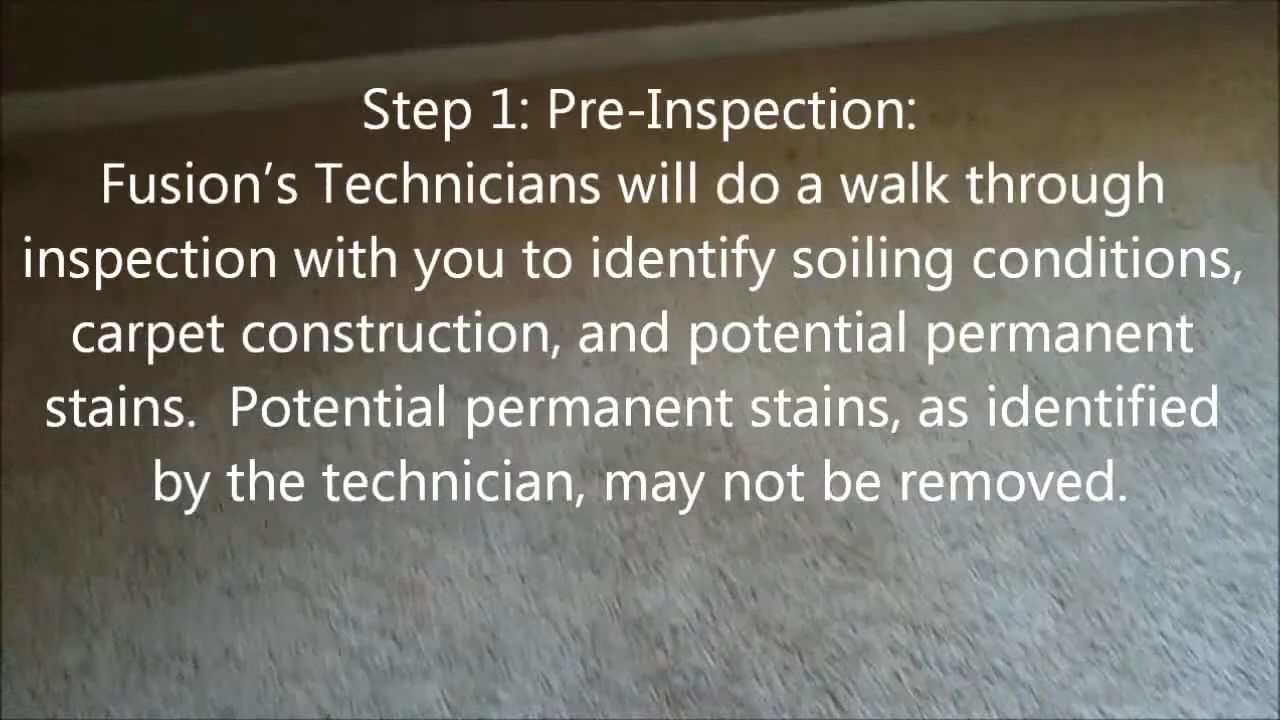 Step 1: Pre-Inspection:
Fusion’s Technicians will do a walk through
inspection with you to identify soiling conditions,
carpet construction, and potential permanent
stains.  Potential permanent stains, as identified
by the technician, may not be removed.